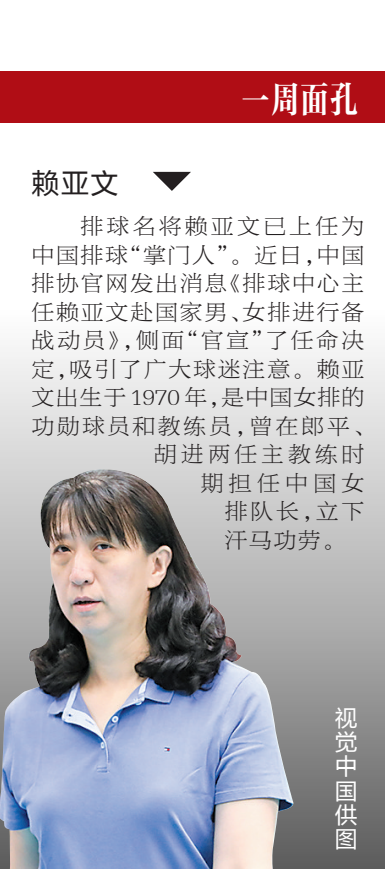 一周面孔
赖亚文
排球名将赖亚文已上任为
中国排球“掌门人”。近日，中国
排协官网发出消息《排球中心主
任赖亚文赴国家男、女排进行备
战动员》，侧面“官宣”了任命决
定，吸引了广大球迷注意。赖亚
文出生于1970年，是中国女排的
功勋球员和教练员，曾在郎平、
胡进两任主教练时
期担任中国女
排队长，立下
汗马功劳。
视觉中国供图